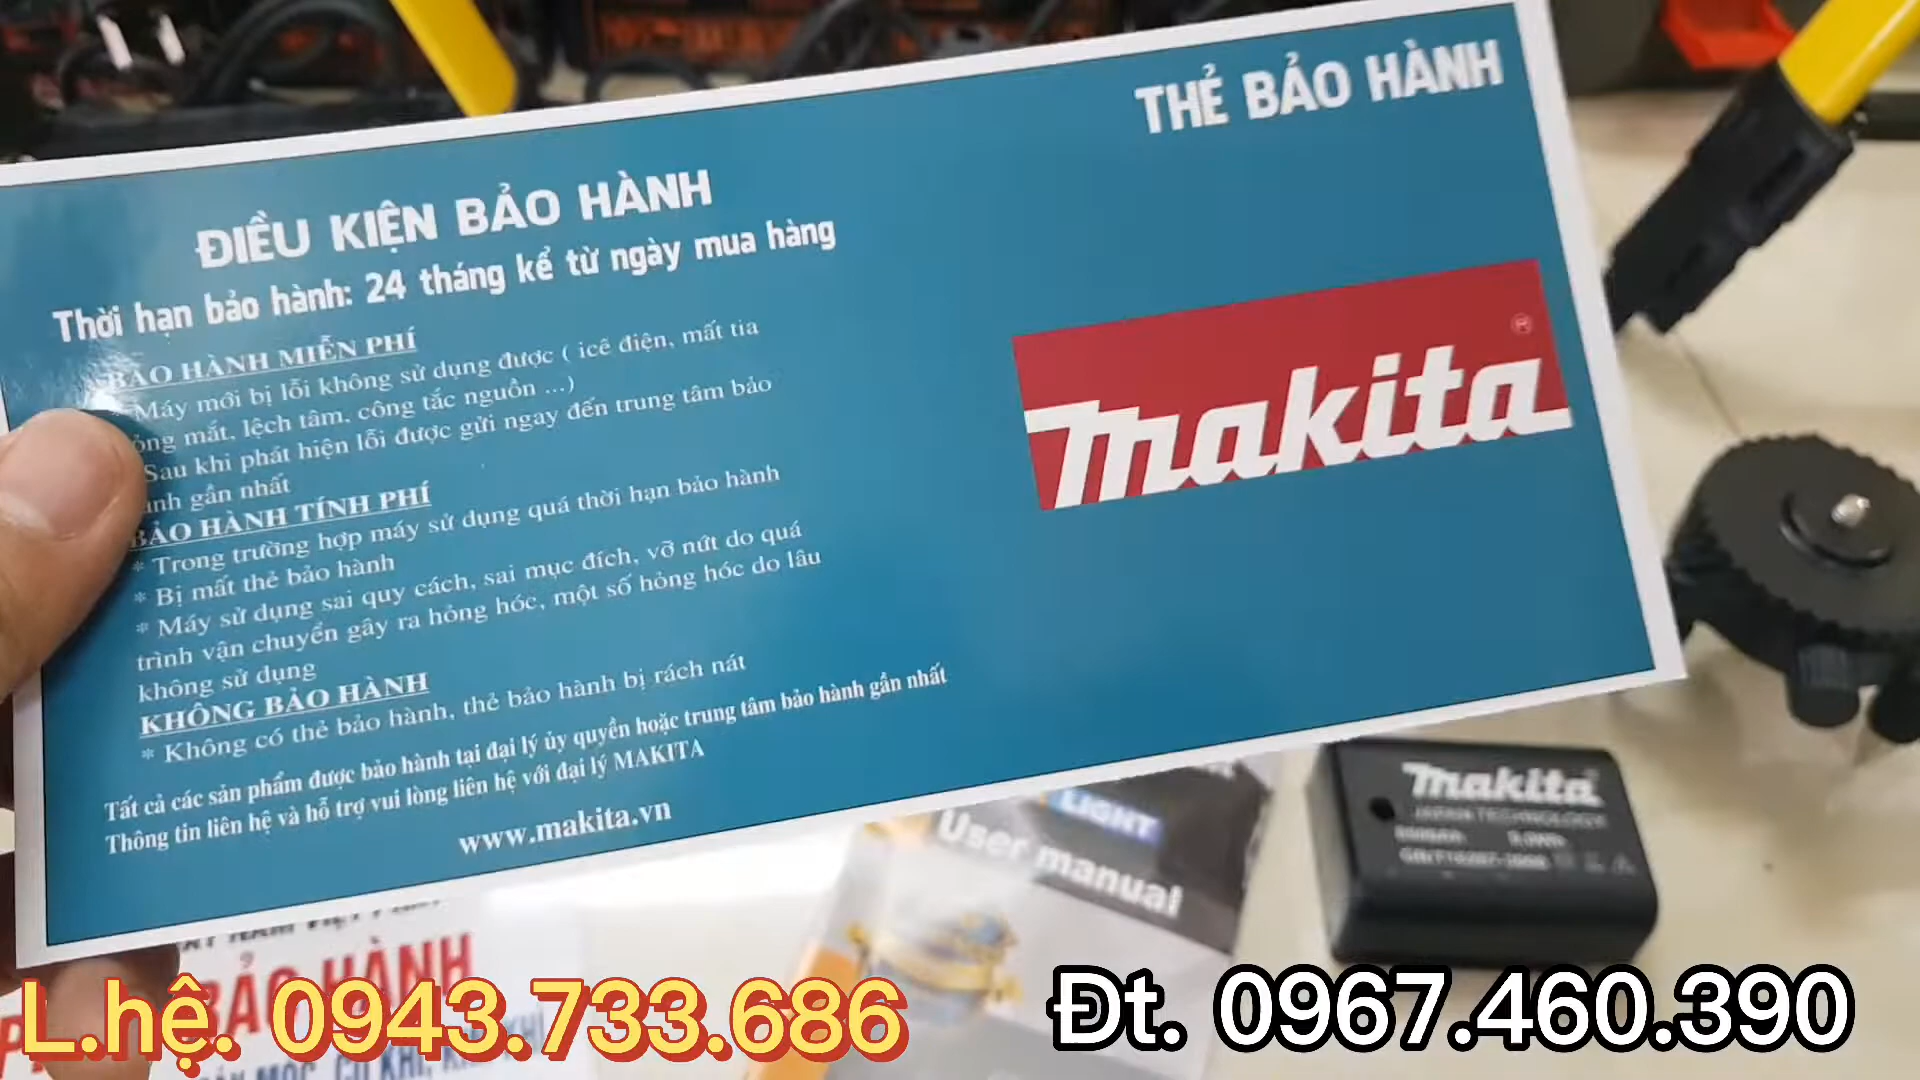 THẺ BẢO HÀNH
ĐIỀU KIỆN BẢO HÀNH
Thời hạn bảo hành: 24 tháng kể từ ngày mua hàng
BẢO HÀNH MIỄN PHÍ
Máy mới bị lỗi không sử dụng được ( icê điện, mất tia
mắt, lệch tâm, công tắc nguồn ...)
Sau khi phát hiện lỗi được gửi ngay đến trung tâm bảo
gần nhất
BẢO HÀNH TÍNH PHÍ
* Trong trường hợp máy sử dụng quá thời hạn bảo hành
* Bị mất thẻ bảo hành
* Máy sử dụng sai quy cách, sai mục đích, vỡ nứt do quá
trình vận chuyển gây ra hỏng hóc, một số hỏng hóc do lâu
không sử dụng
KHÔNG BẢO HÀNH
* Không có thẻ bảo hành, thẻ bảo hành bị rách nát
Tất cả các sản phẩm được bảo hành tại đại lý ủy quyền hoặc trung tâm bảo hành gần nhất
Thông tin liên hệ và hỗ trợ vui lòng liên hệ với đại lý MAKITA
www.makita.vn
makita ®
makita
JAPAN TECHNOLOGY
LIGHT
User manual
BẢO HÀNH
L.hệ. 0943.733.686
Đt. 0967.460.390